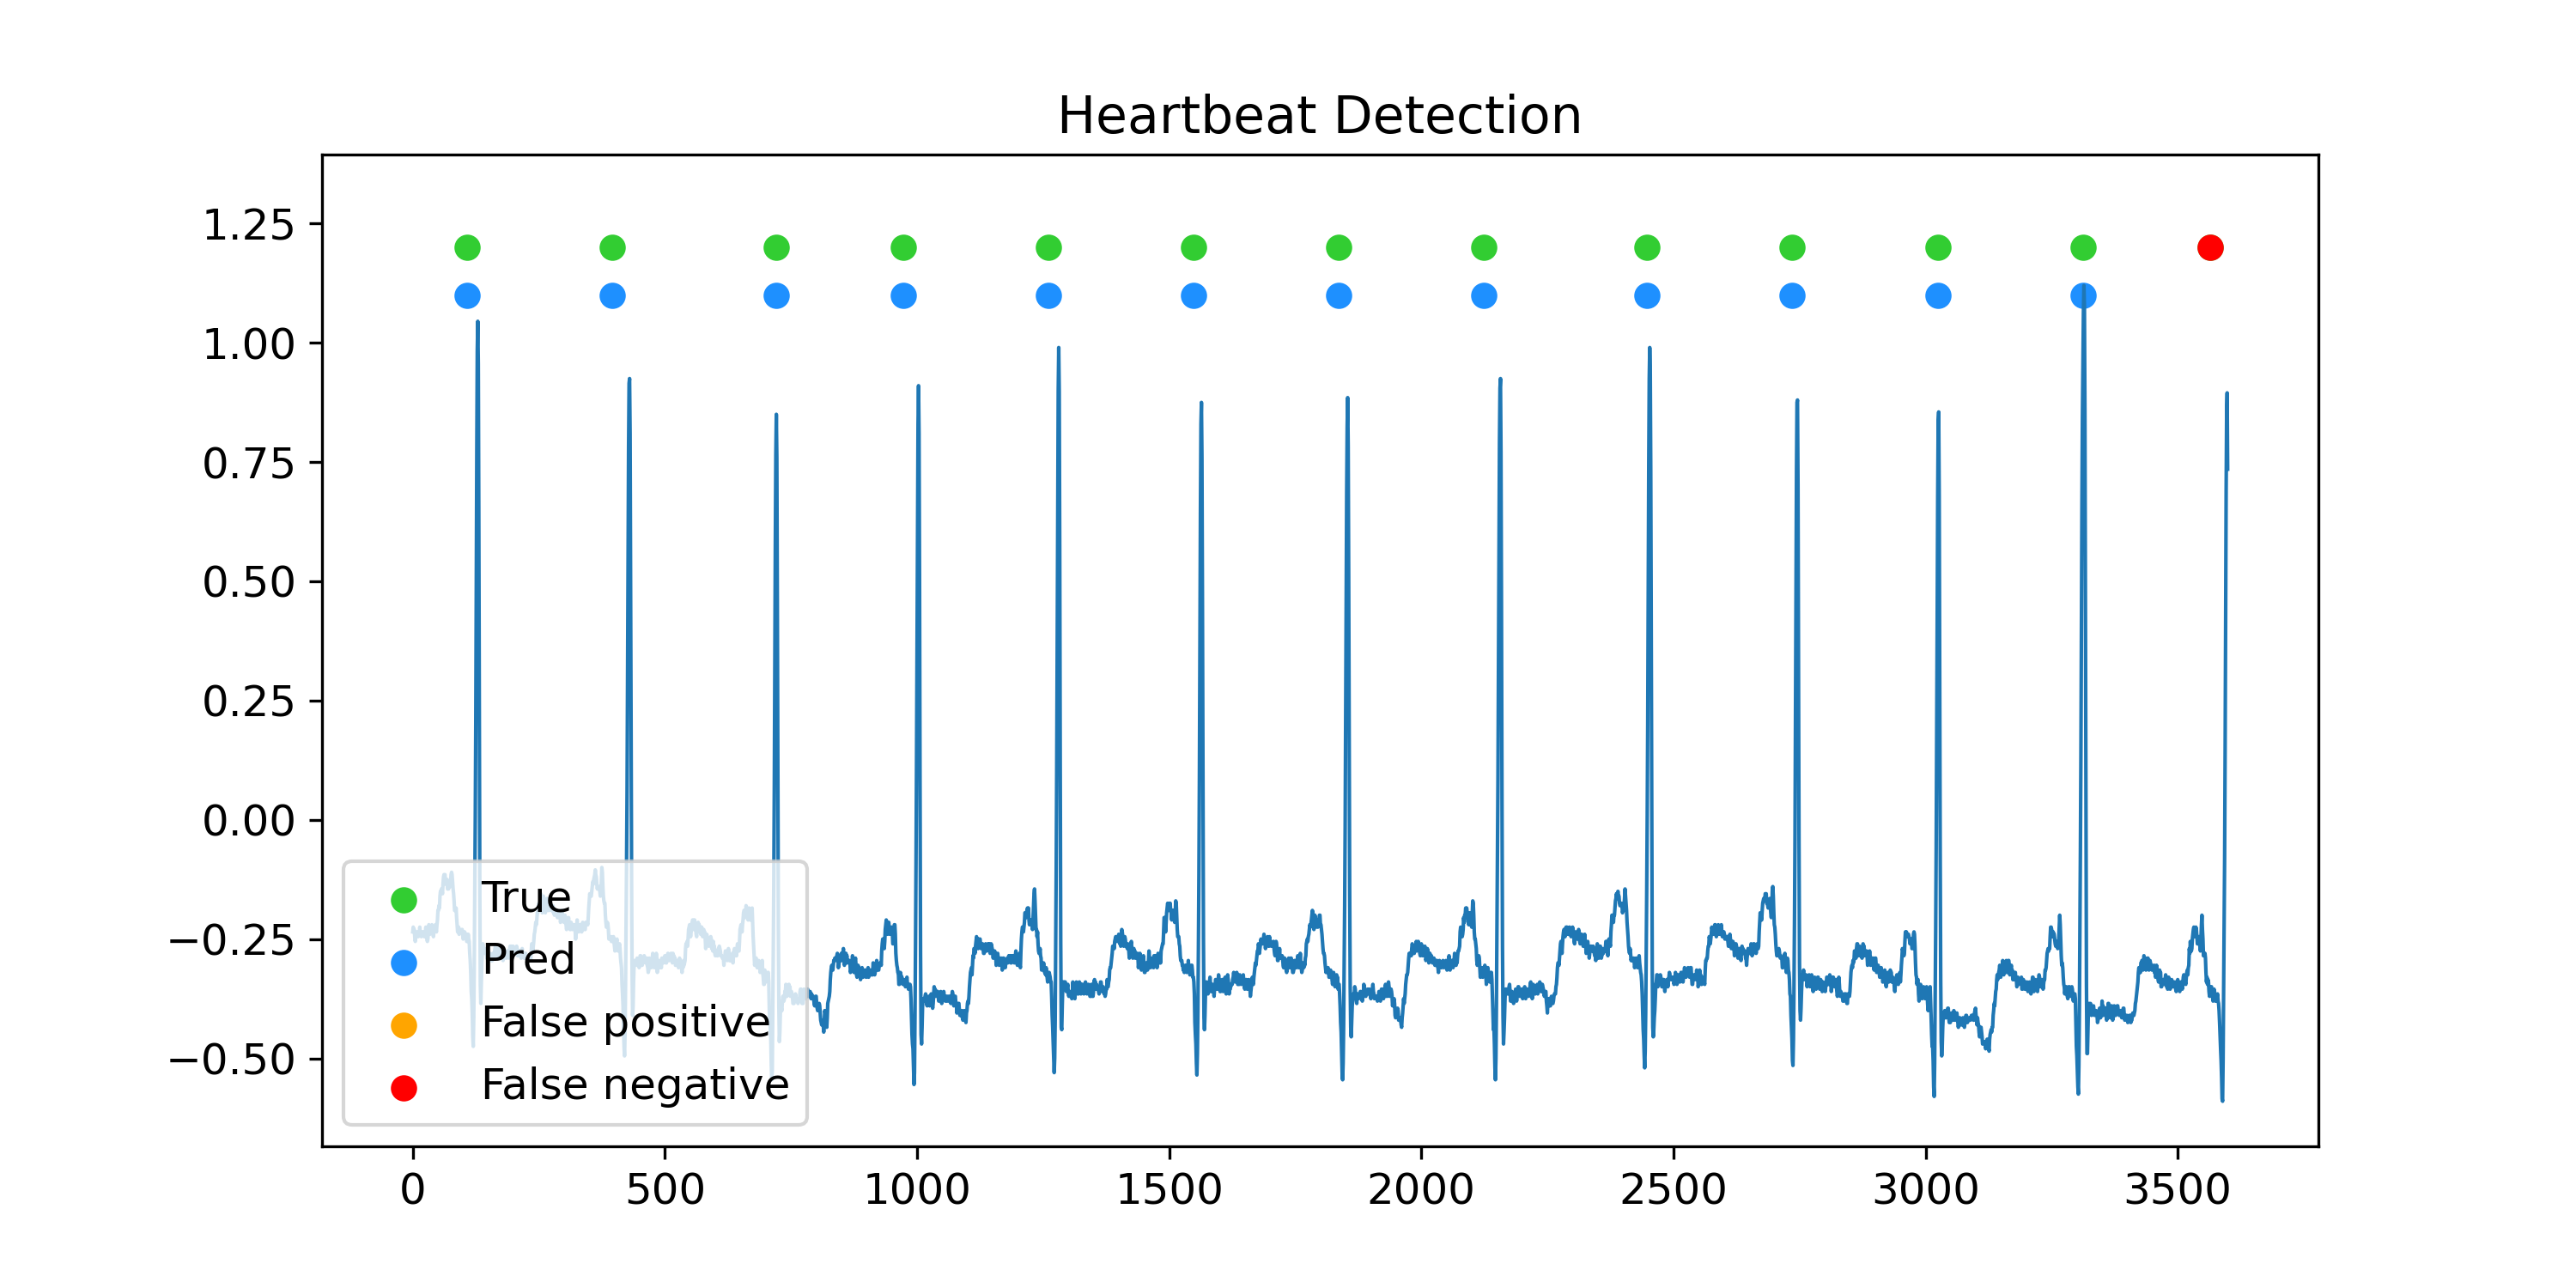 Heartbeat Detection
1.25
1.00
0.75
0.50
0.25
0.00
−0.25
−0.50
True
Pred
False positive
False negative
0 500 1000 1500 2000 2500 3000 3500